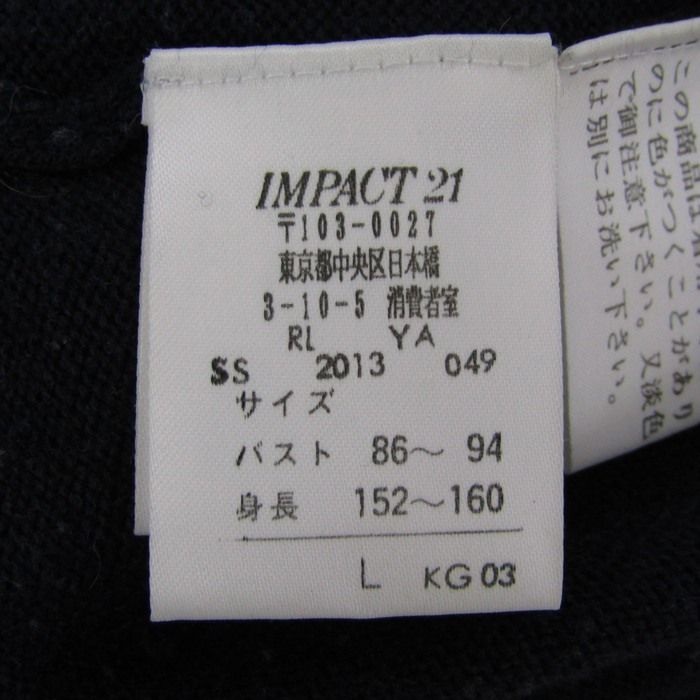 IMPACT 21
〒103-0027
東京都中央区日本橋
3-10-5 消費者室
RL YA
SS 2013 049
サイズ
バスト 86～ 94
身長 152～160
L KG 03
この商品は
のに色がつくことがあり
で御注意下さい。又淡色
は別にお洗い下さい。